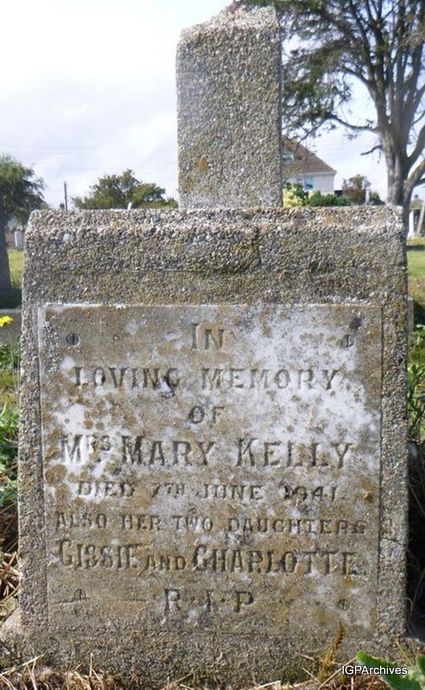 IN
LOVING MEMORY
OF
MRS MARY KELLY
DIED 7TH JUNE 1941.
ALSO HER TWO DAUGHTERS
CISSIE AND CHARLOTTE
R·I·P
IGPArchives